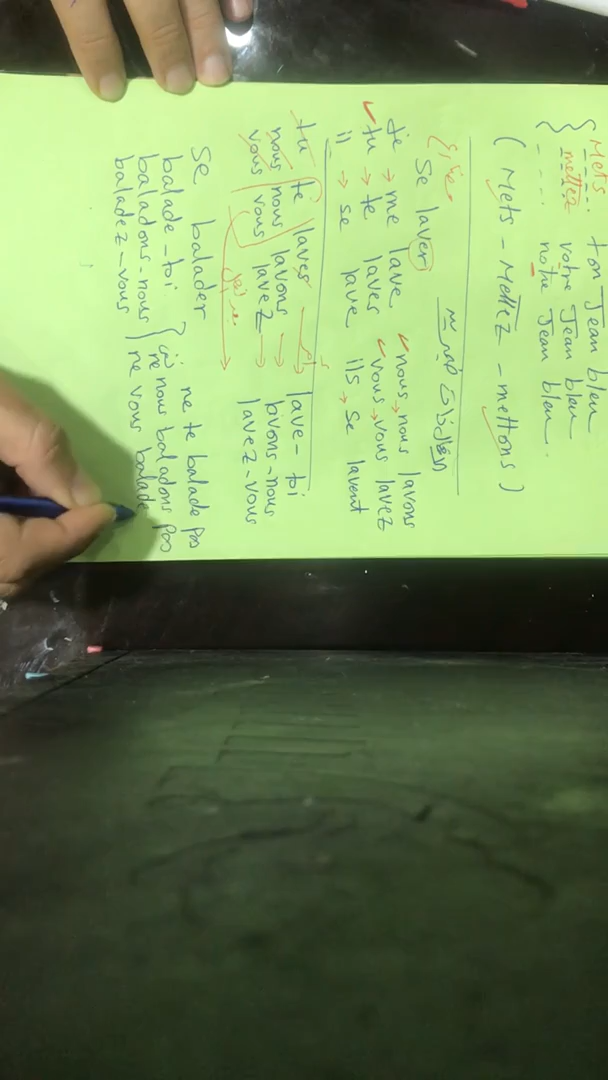 Mets ton Jean bleu
mettez votre Jean bleu
notre Jean bleu.
( Mets - Mettez - mettons )
Se laver
je → me lave nous → nous lavons
tu → te laves vous → vous lavez
il → se lave ils → se lavent
tu te laves → lave - toi
nous nous lavons → lavons-nous
vous vous lavez → lavez-vous
Se balader
balade-toi ne te balade pas
baladons-nous ne nous baladons pas
baladez-vous ne vous balade